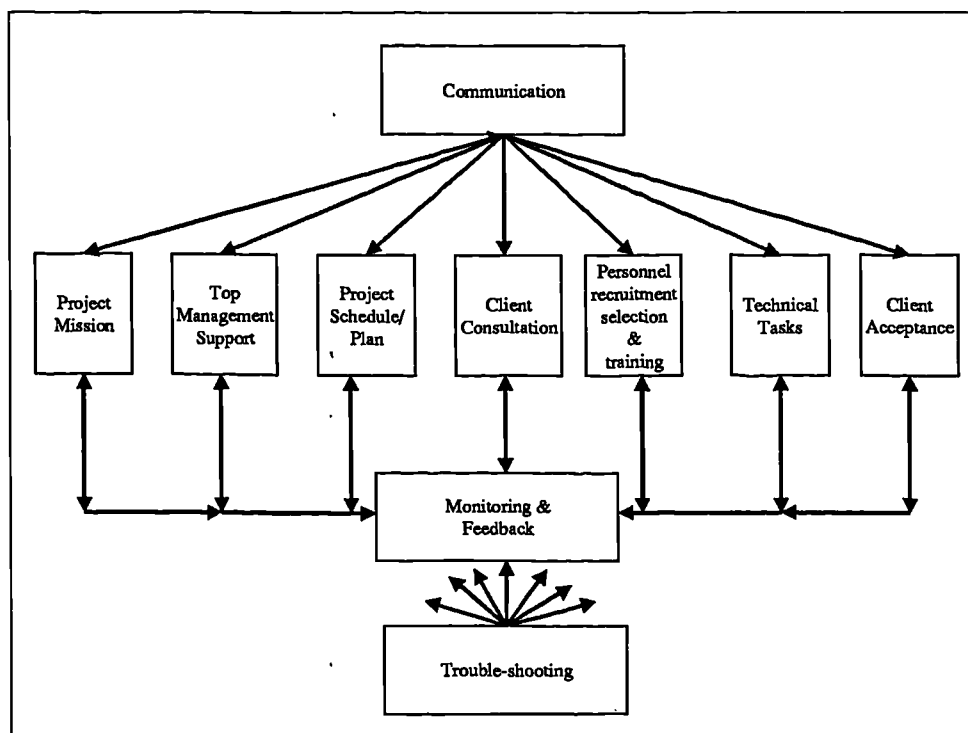 Communication
Project
Mission
Top
Management
Support
Project
Schedule/
Plan
Client
Consultation
Personnel
recruitment
selection
&
training
Technical
Tasks
Client
Acceptance
Monitoring &
Feedback
Trouble-shooting